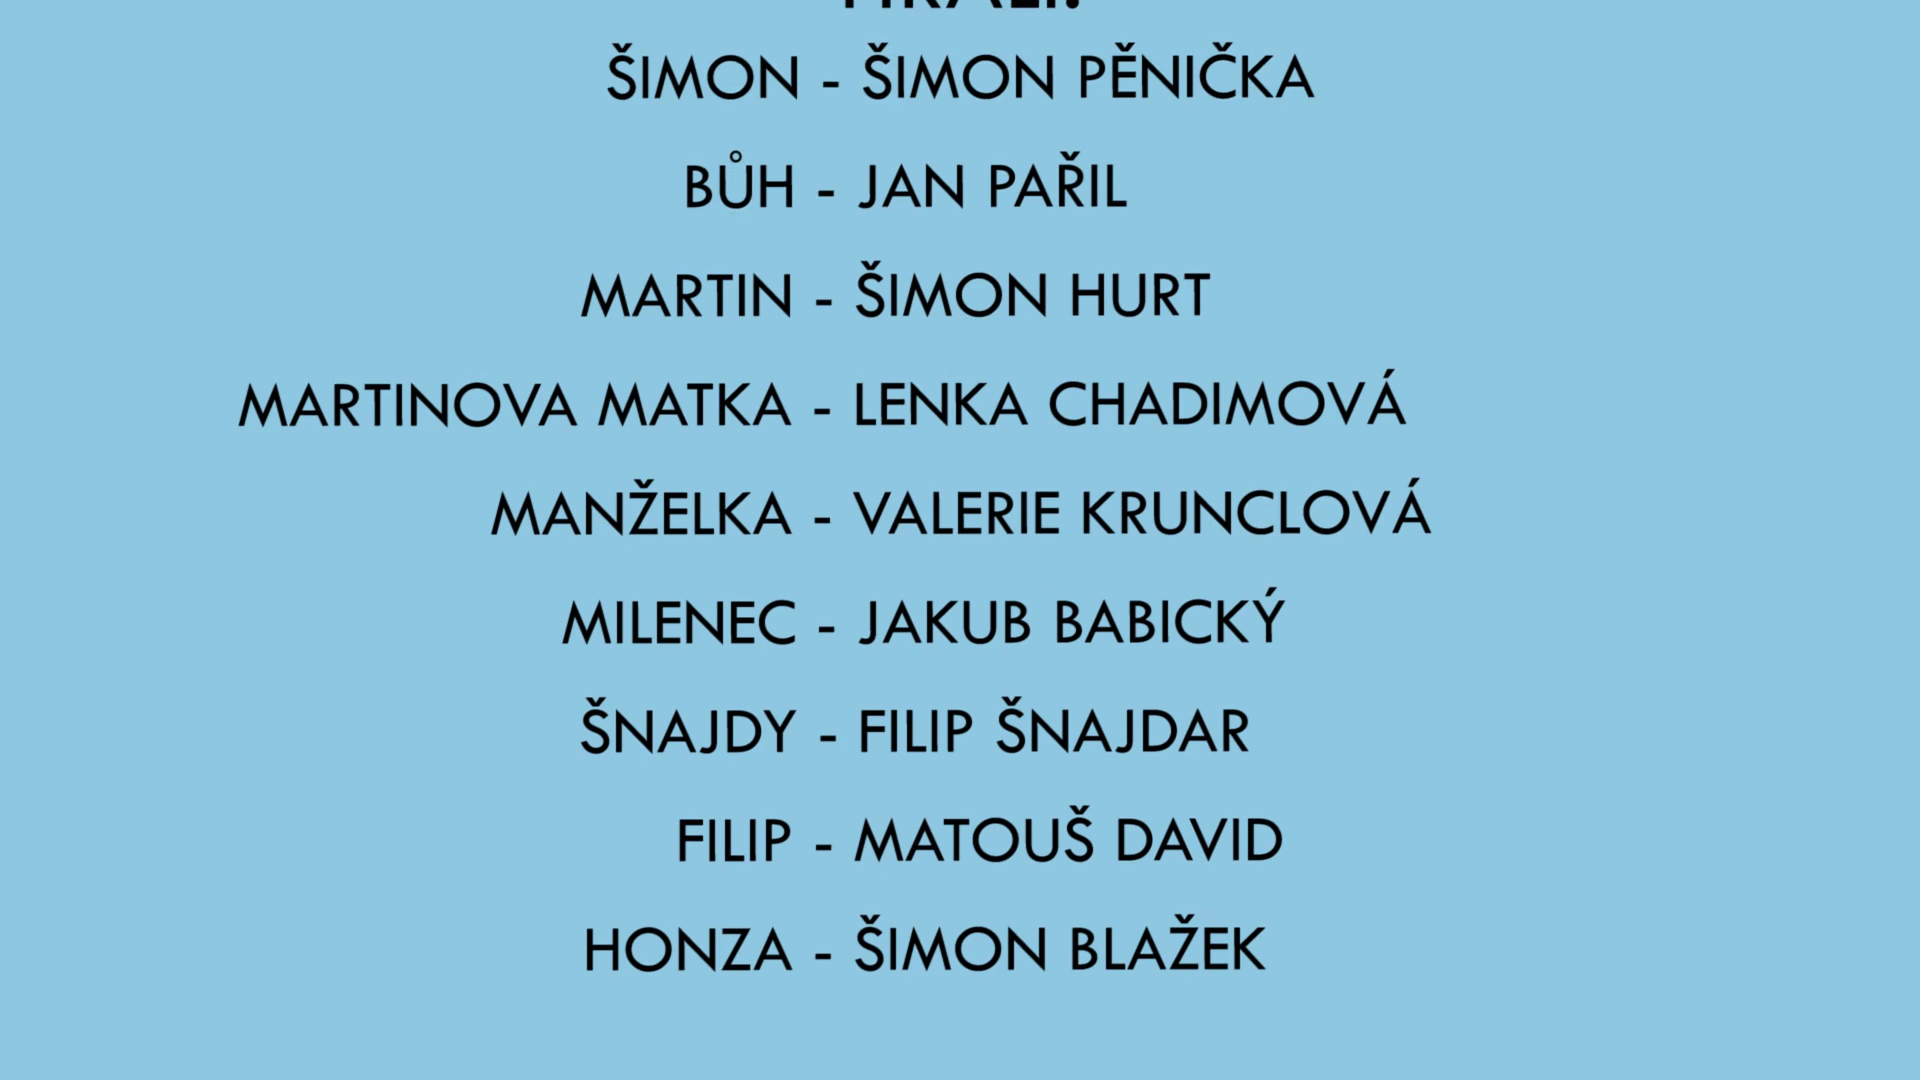 ŠIMON - ŠIMON PĚNIČKA
BŮH - JAN PAŘIL
MARTIN - ŠIMON HURT
MARTINOVA MATKA - LENKA CHADIMOVÁ
MANŽELKA - VALERIE KRUNCLOVÁ
MILENEC - JAKUB BABICKÝ
ŠNAJDY - FILIP ŠNAJDAR
FILIP - MATOUŠ DAVID
HONZA - ŠIMON BLAŽEK